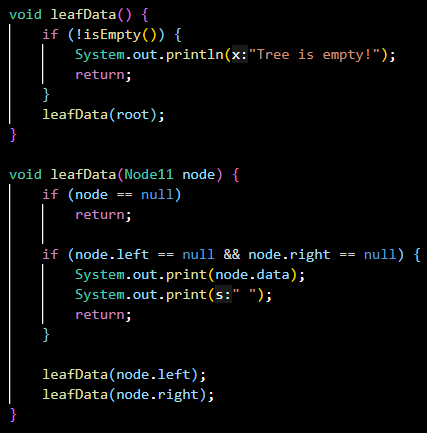 void leafData() {
    if (!isEmpty()) {
        System.out.println(x:"Tree is empty!");
        return;
    }
    leafData(root);
}

void leafData(Node11 node) {
    if (node == null)
        return;

    if (node.left == null && node.right == null) {
        System.out.print(node.data);
        System.out.print(s:" ");
        return;
    }

    leafData(node.left);
    leafData(node.right);
}